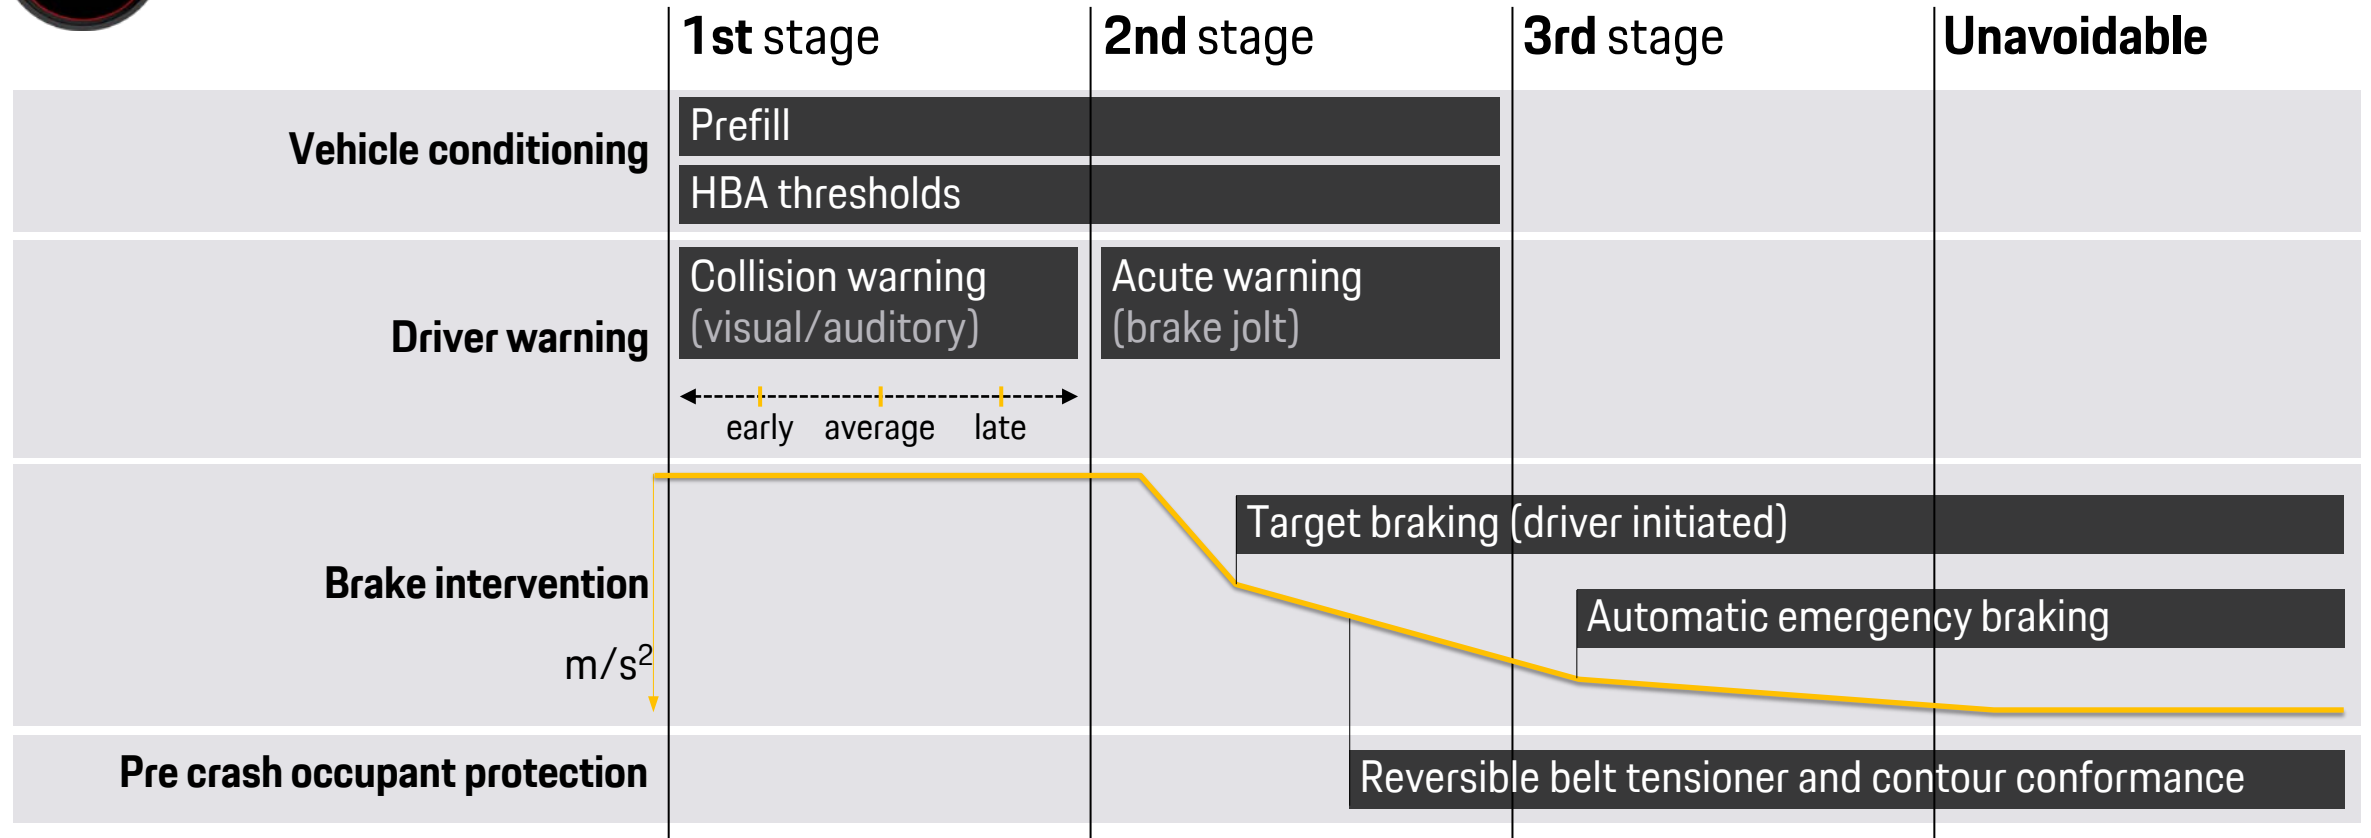 1st stage
2nd stage
3rd stage
Unavoidable
Vehicle conditioning
Prefill
HBA thresholds
Driver warning
Collision warning
(visual/auditory)
Acute warning
(brake jolt)
early average late
Brake intervention
m/s²
Target braking (driver initiated)
Automatic emergency braking
Pre crash occupant protection
Reversible belt tensioner and contour conformance